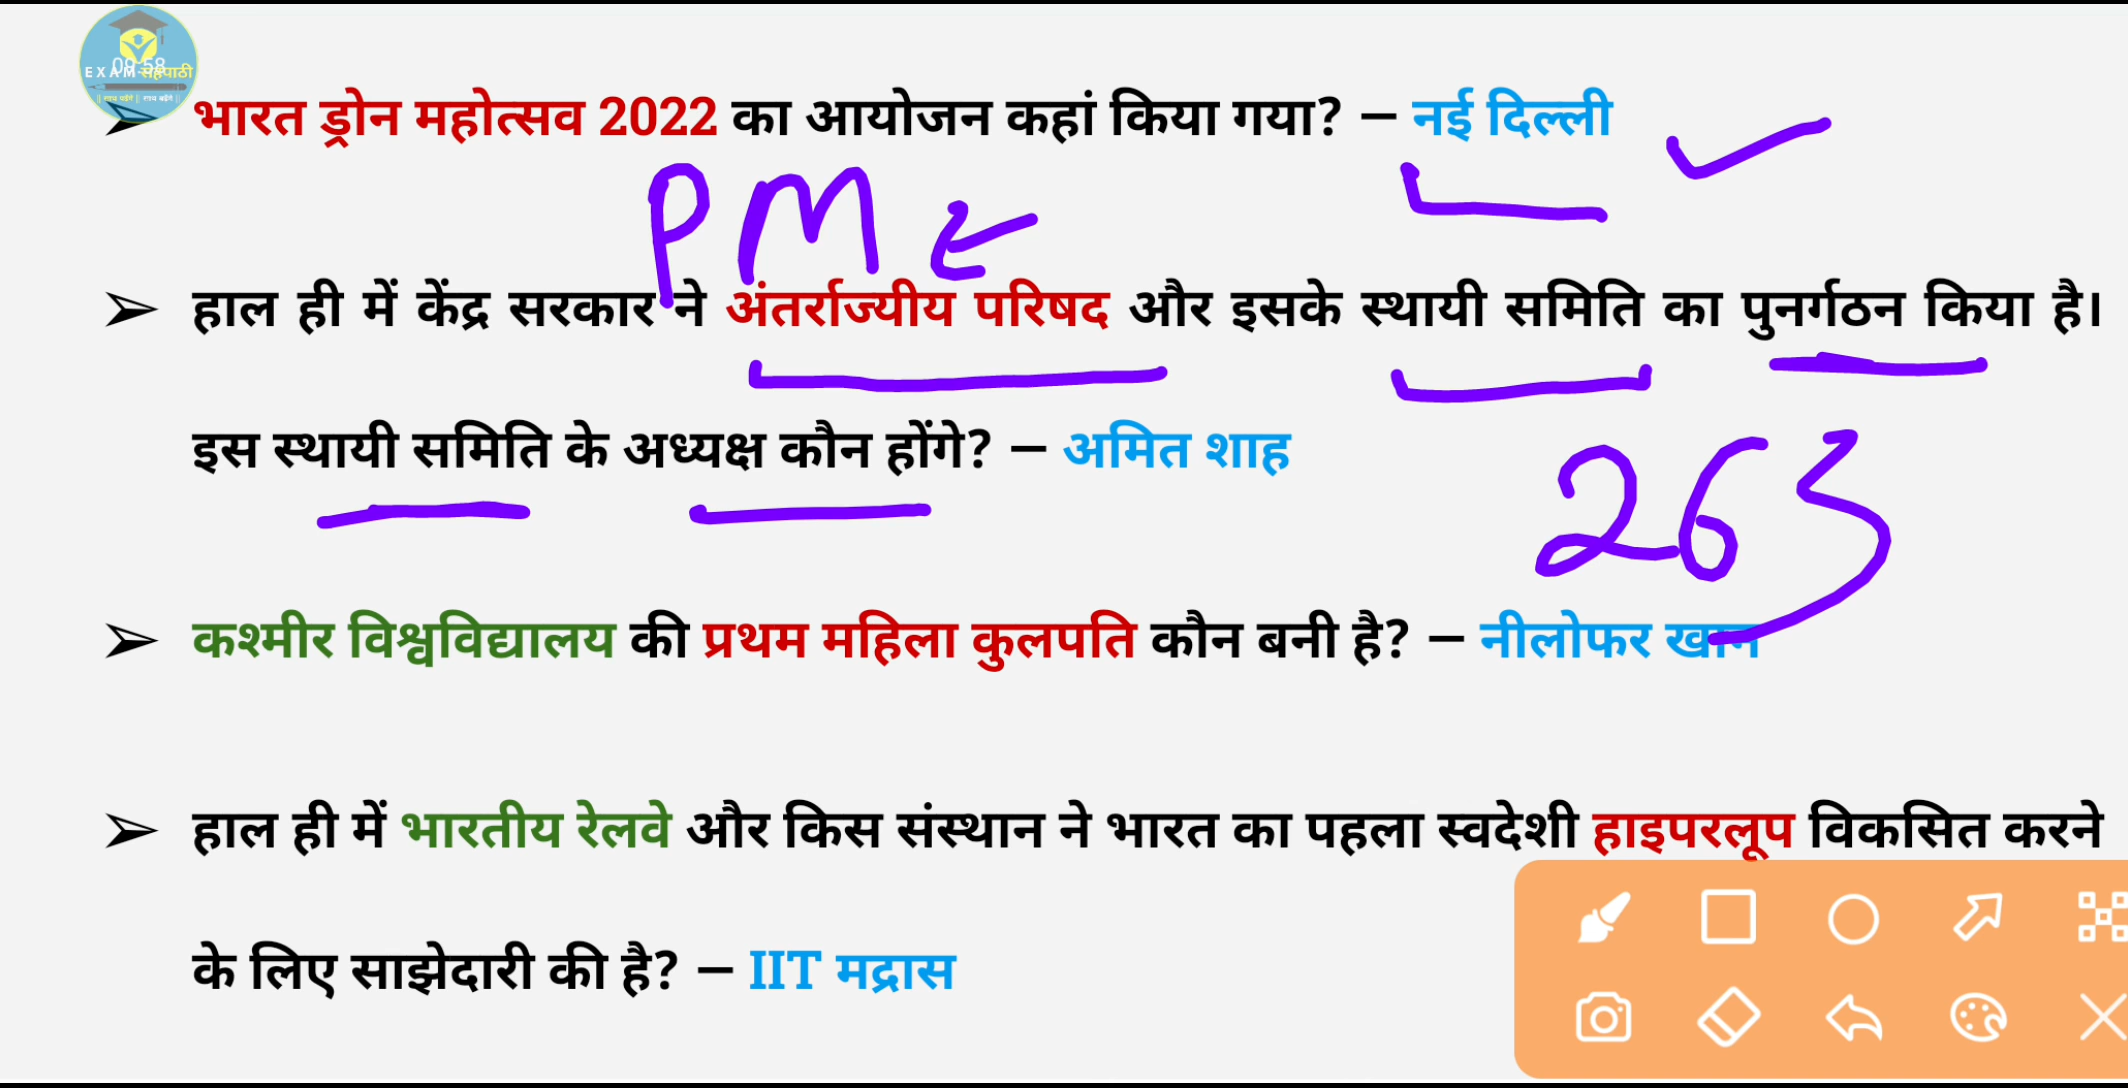 09:58
EXAM सहपाठी
भारत ड्रोन महोत्सव 2022 का आयोजन कहां किया गया? – नई दिल्ली
PM
➢ हाल ही में केंद्र सरकार ने अंतर्राज्यीय परिषद और इसके स्थायी समिति का पुनर्गठन किया है।
इस स्थायी समिति के अध्यक्ष कौन होंगे? – अमित शाह
263
➢ कश्मीर विश्वविद्यालय की प्रथम महिला कुलपति कौन बनी है? – नीलोफर खान
➢ हाल ही में भारतीय रेलवे और किस संस्थान ने भारत का पहला स्वदेशी हाइपरलूप विकसित करने
के लिए साझेदारी की है? – IIT मद्रास